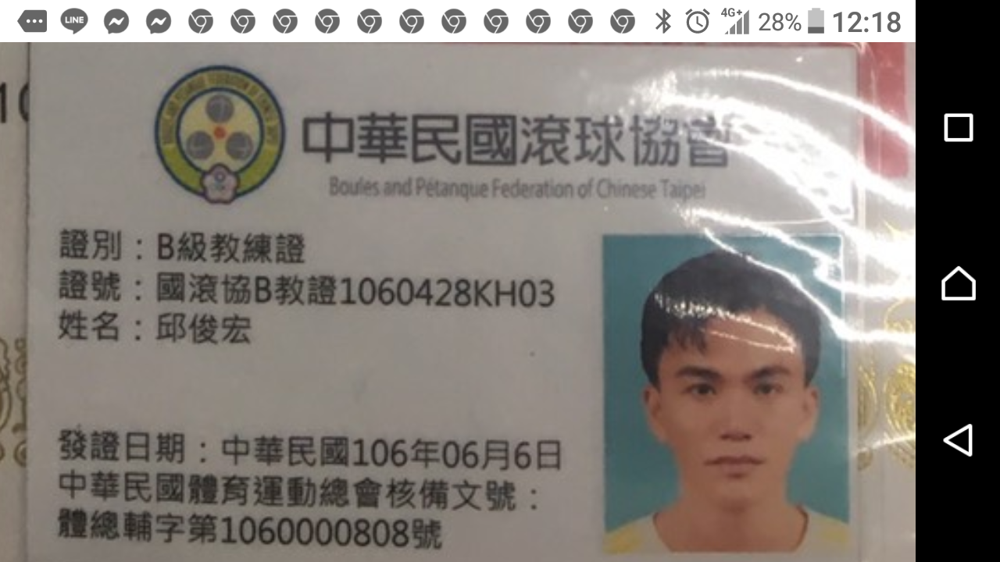 LINE
4G+
28%
12:18
10
中華民國滾球協會
Boules and Pétanque Federation of Chinese Taipei
證別：B級教練證
證號：國滾協B教證1060428KH03
姓名：邱俊宏
發證日期：中華民國106年06月6日
中華民國體育運動總會核備文號：
體總輔字第1060000808號